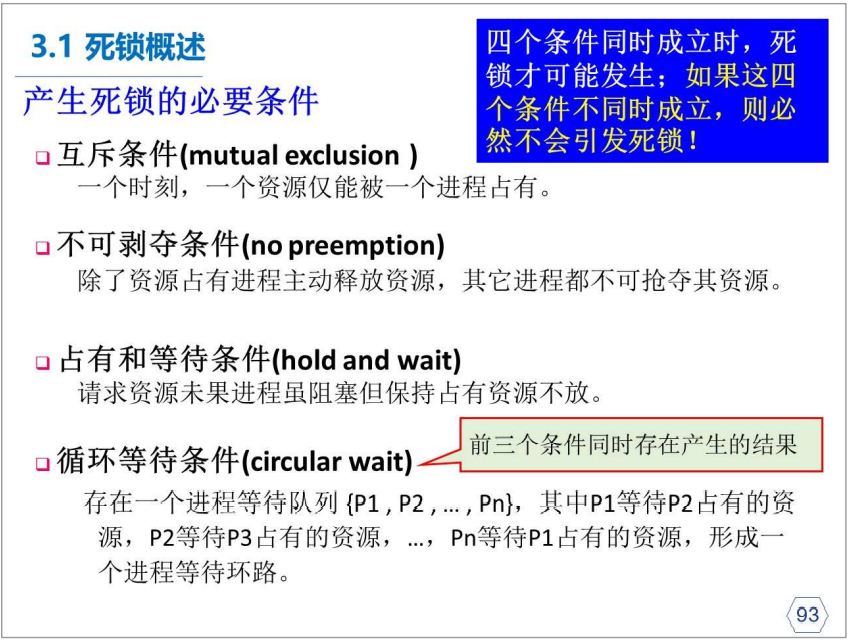 3.1 死锁概述
四个条件同时成立时，死
锁才可能发生；如果这四
个条件不同时成立，则必
然不会引发死锁！
产生死锁的必要条件
互斥条件(mutual exclusion )
一个时刻，一个资源仅能被一个进程占有。
不可剥夺条件(no preemption)
除了资源占有进程主动释放资源，其它进程都不可抢夺其资源。
占有和等待条件(hold and wait)
请求资源未果进程虽阻塞但保持占有资源不放。
前三个条件同时存在产生的结果
循环等待条件(circular wait)
存在一个进程等待队列 {P1 , P2 , … , Pn}，其中P1等待P2占有的资
源，P2等待P3占有的资源，…，Pn等待P1占有的资源，形成一
个进程等待环路。
93